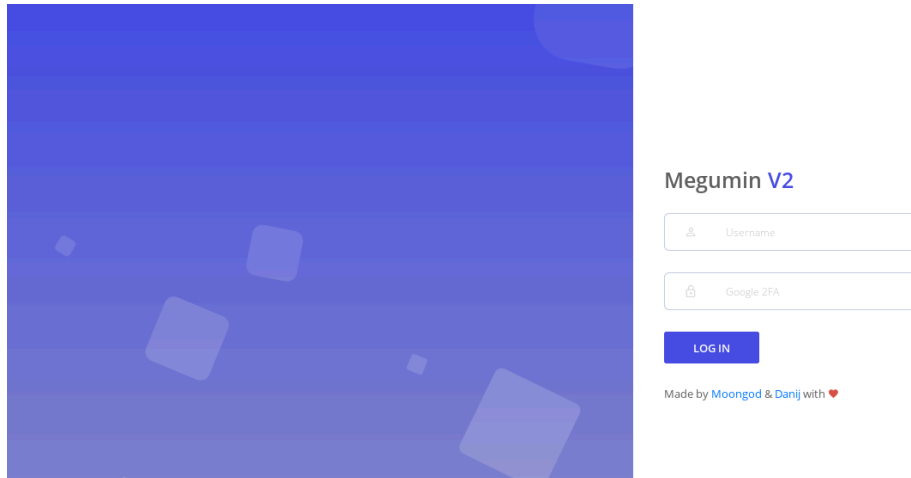 Megumin V2
Username
Google 2FA
LOG IN
Made by Moongod & Danij with ❤